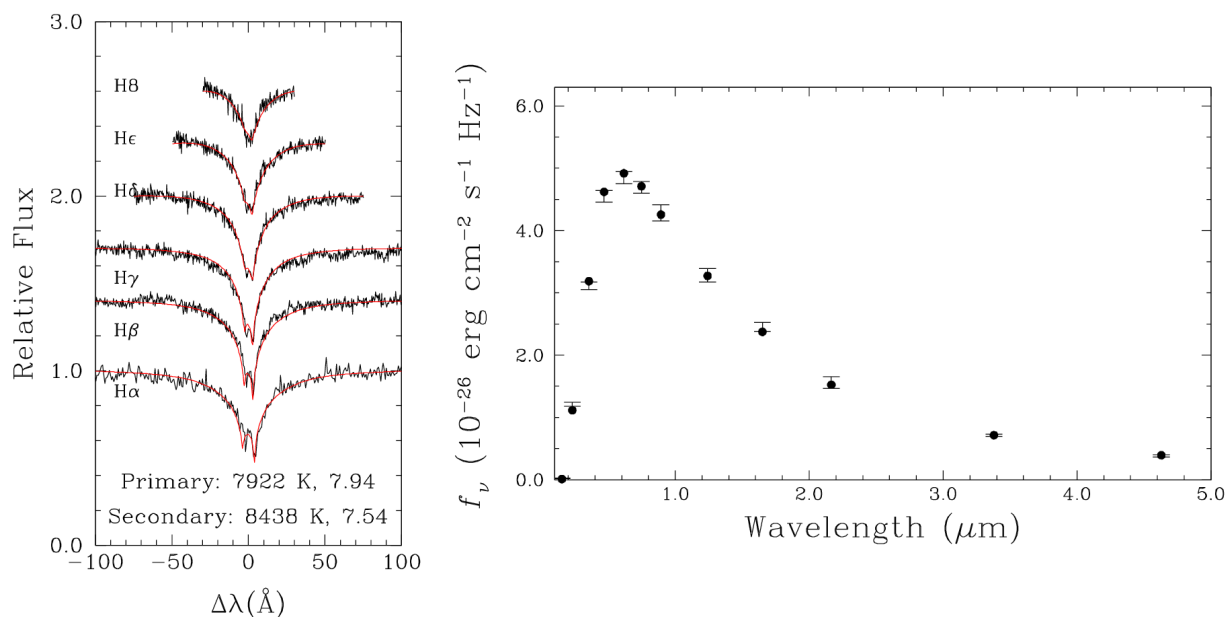 3.0
H8
Hϵ
Hδ
2.0
Hγ
Hβ
1.0
Hα
Primary: 7922 K, 7.94
Secondary: 8438 K, 7.54
0.0
−100 −50 0 50 100
Δλ(Å)
Relative Flux
6.0
4.0
2.0
0.0
1.0 2.0 3.0 4.0 5.0
Wavelength (μm)
fν (10−26 erg cm−2 s−1 Hz−1)